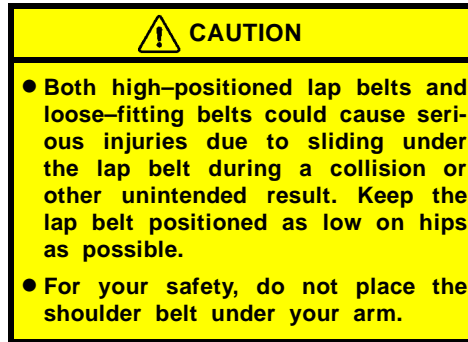 CAUTION
● Both high–positioned lap belts and
loose–fitting belts could cause seri-
ous injuries due to sliding under
the lap belt during a collision or
other unintended result. Keep the
lap belt positioned as low on hips
as possible.
● For your safety, do not place the
shoulder belt under your arm.